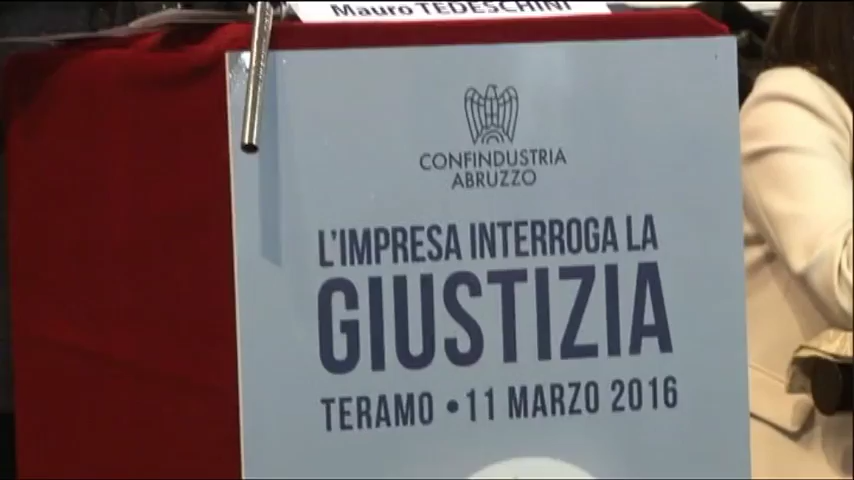 Mauro TEDESCHINI
CONFINDUSTRIA
ABRUZZO
L'IMPRESA INTERROGA LA
GIUSTIZIA
TERAMO • 11 MARZO 2016